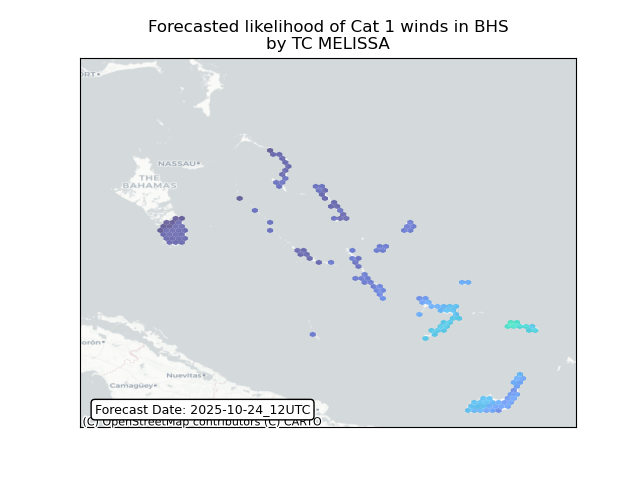 Forecasted likelihood of Cat 1 winds in BHS
by TC MELISSA
RT
NASSAU
THE
BAHAMAS
orón
Nuevitas
Camagüey
Forecast Date: 2025-10-24_12UTC
(C) OpenStreetMap contributors (C) CARTO